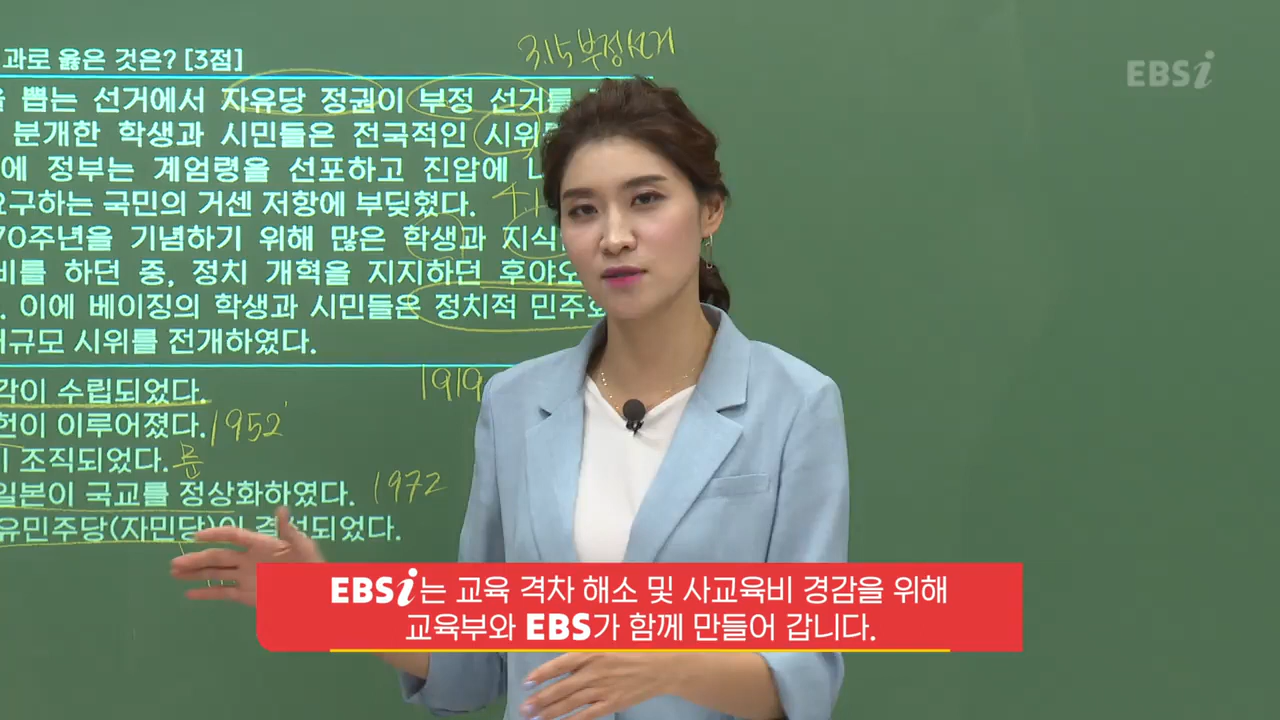 3.15 부정선거
EBSi
과로 옳은 것은? [3점]
뽑는 선거에서 자유당 정권이 부정 선거를
분개한 학생과 시민들은 전국적인 시위
에 정부는 계엄령을 선포하고 진압에
요구하는 국민의 거센 저항에 부딪혔다.
70주년을 기념하기 위해 많은 학생과 지식
비를 하던 중, 정치 개혁을 지지하던 후야오
. 이에 베이징의 학생과 시민들은 정치적 민주화
규모 시위를 전개하였다.
각이 수립되었다. 1919
헌이 이루어졌다. 1952
조직되었다. 문
일본이 국교를 정상화하였다. 1972
유민주당(자민당)이 결성되었다.
EBSi는 교육 격차 해소 및 사교육비 경감을 위해
교육부와 EBS가 함께 만들어 갑니다.